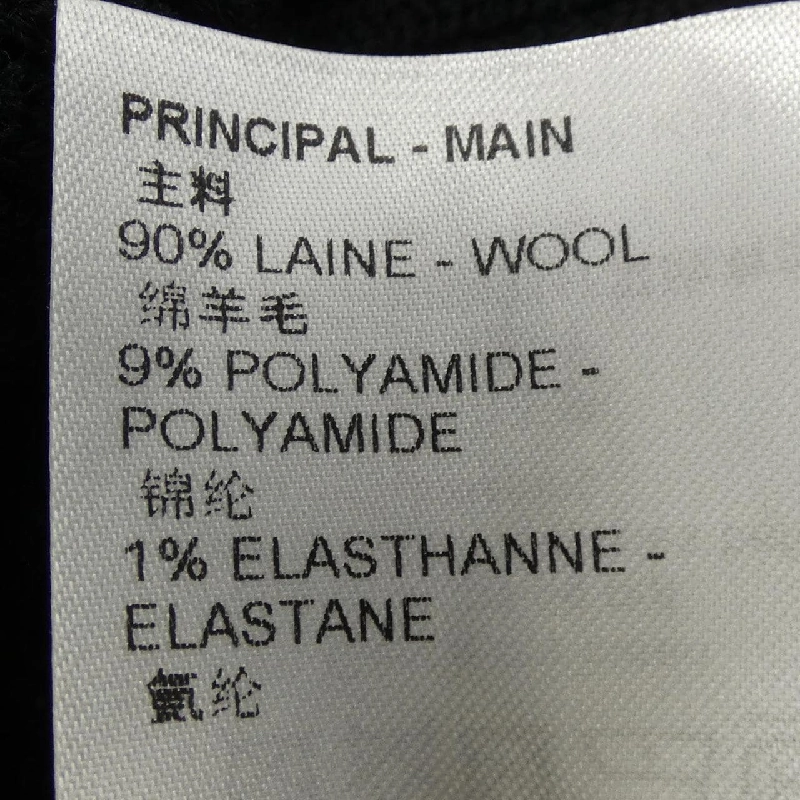 PRINCIPAL - MAIN
主料
90% LAINE - WOOL
绵羊毛
9% POLYAMIDE -
POLYAMIDE
锦纶
1% ELASTHANNE -
ELASTANE
氨纶